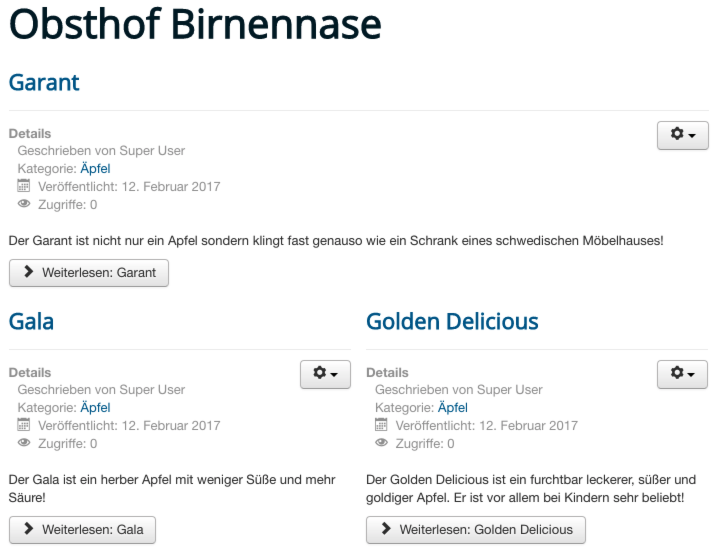 Obsthof Birnennase
Garant
Details
Geschrieben von Super User
Kategorie: Äpfel
Veröffentlicht: 12. Februar 2017
Zugriffe: 0
Der Garant ist nicht nur ein Apfel sondern klingt fast genauso wie ein Schrank eines schwedischen Möbelhauses!
Weiterlesen: Garant
Gala
Details
Geschrieben von Super User
Kategorie: Äpfel
Veröffentlicht: 12. Februar 2017
Zugriffe: 0
Der Gala ist ein herber Apfel mit weniger Süße und mehr
Säure!
Weiterlesen: Gala
Golden Delicious
Details
Geschrieben von Super User
Kategorie: Äpfel
Veröffentlicht: 12. Februar 2017
Zugriffe: 0
Der Golden Delicious ist ein furchtbar leckerer, süßer und
goldiger Apfel. Er ist vor allem bei Kindern sehr beliebt!
Weiterlesen: Golden Delicious